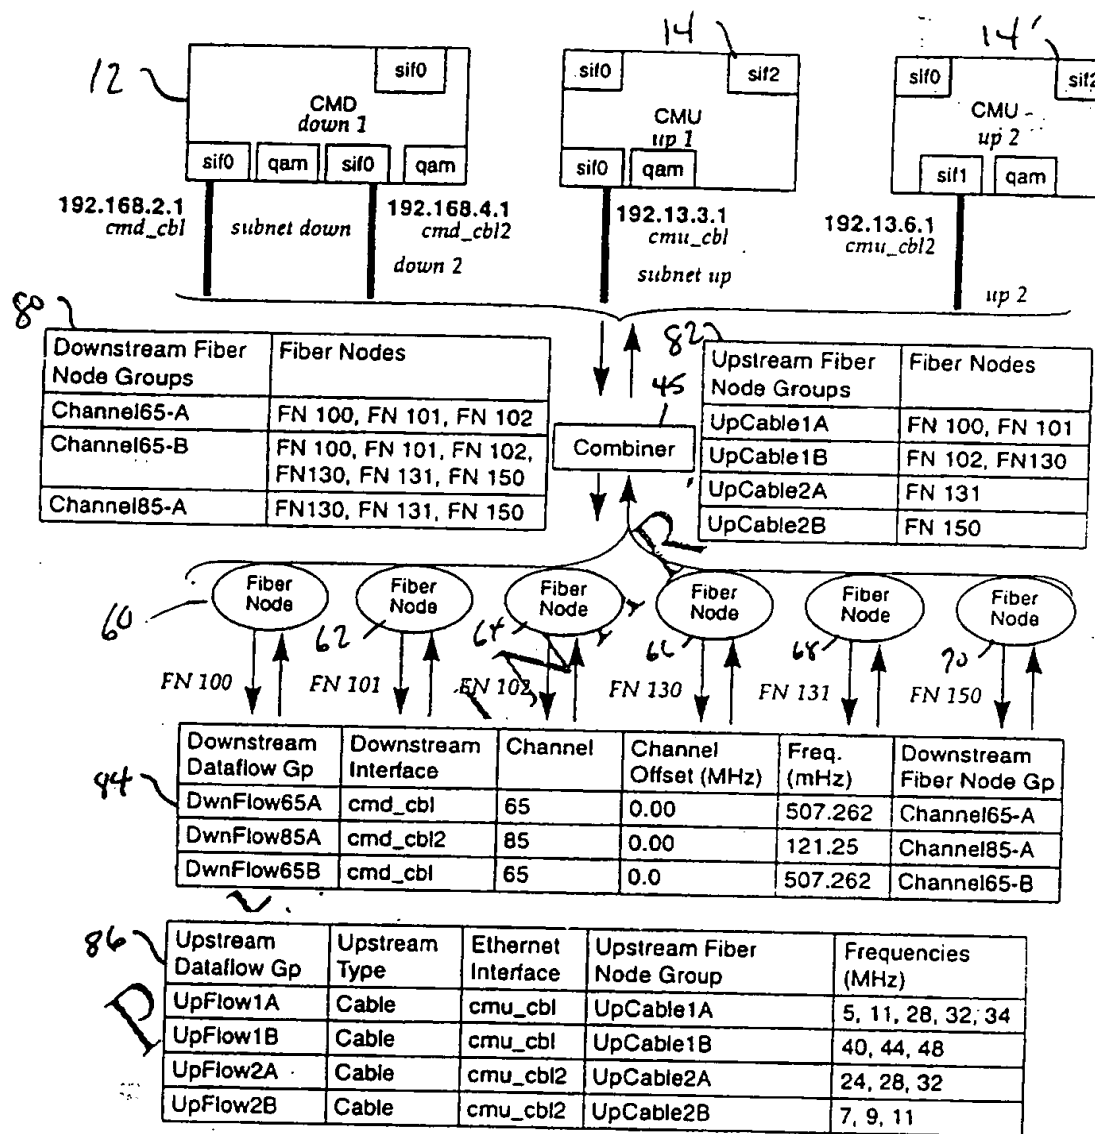 12
sif0
CMD
down 1
sif0 qam sif0 qam
14
sif0 sif2
CMU
up 1
sif0 qam
14'
sif0 sif2
CMU
up 2
sif1 qam
192.168.2.1
cmd_cbl
subnet down
192.168.4.1
cmd_cbl2
down 2
192.13.3.1
cmu_cbl
subnet up
192.13.6.1
cmu_cbl2
up 2
80
Downstream Fiber Node Groups Fiber Nodes
Channel65-A FN 100, FN 101, FN 102
Channel65-B FN 100, FN 101, FN 102,
FN130, FN 131, FN 150
Channel85-A FN130, FN 131, FN 150
45
Combiner
82
Upstream Fiber Node Groups Fiber Nodes
UpCable1A FN 100, FN 101
UpCable1B FN 102, FN130
UpCable2A FN 131
UpCable2B FN 150
Fiber Node
Fiber Node
Fiber Node
Fiber Node
Fiber Node
Fiber Node
60 62 64 66 68 70
FN 100 FN 101 FN 102 FN 130 FN 131 FN 150
84
Downstream Dataflow Gp Downstream Interface Channel Channel Offset (MHz) Freq. (mHz) Downstream Fiber Node Gp
DwnFlow65A cmd_cbl 65 0.00 507.262 Channel65-A
DwnFlow85A cmd_cbl2 85 0.00 121.25 Channel85-A
DwnFlow65B cmd_cbl 65 0.0 507.262 Channel65-B
86
Upstream Dataflow Gp Upstream Type Ethernet Interface Upstream Fiber Node Group Frequencies (MHz)
UpFlow1A Cable cmu_cbl UpCable1A 5, 11, 28, 32, 34
UpFlow1B Cable cmu_cbl UpCable1B 40, 44, 48
UpFlow2A Cable cmu_cbl2 UpCable2A 24, 28, 32
UpFlow2B Cable cmu_cbl2 UpCable2B 7, 9, 11